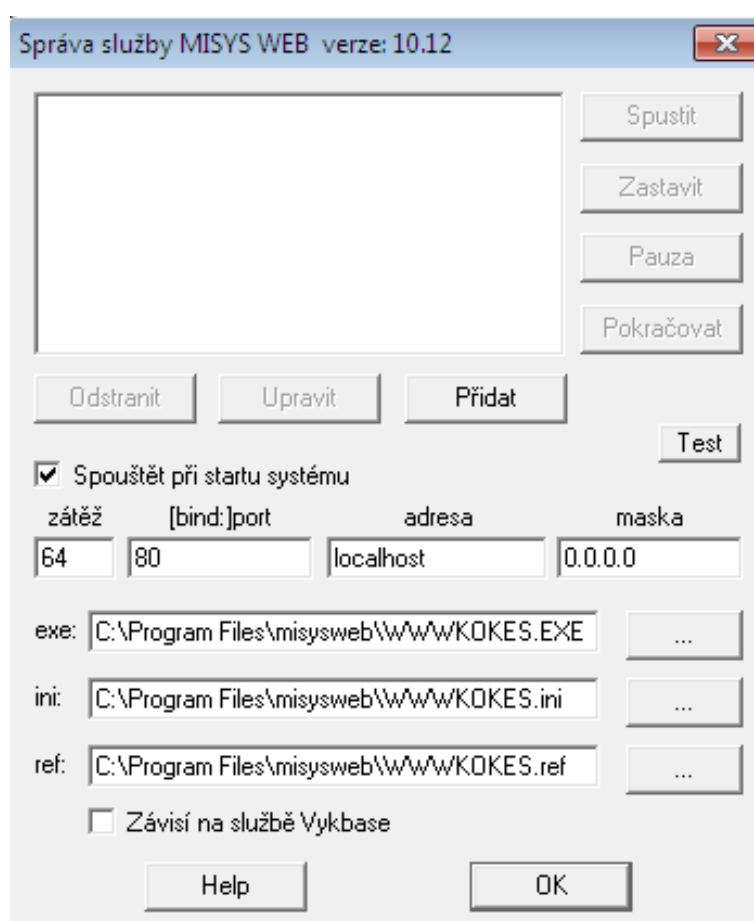 Správa služby MISYS WEB verze: 10.12
Spustit
Zastavit
Pauza
Pokračovat
Odstranit Upravit Přidat
Test
Spouštět při startu systému
zátěž [bind:]port adresa maska
64 80 localhost 0.0.0.0
exe: C:\Program Files\misysweb\WWWKOKES.EXE ...
ini: C:\Program Files\misysweb\WWWKOKES.ini ...
ref: C:\Program Files\misysweb\WWWKOKES.ref ...
Závisí na službě Vykbase
Help OK